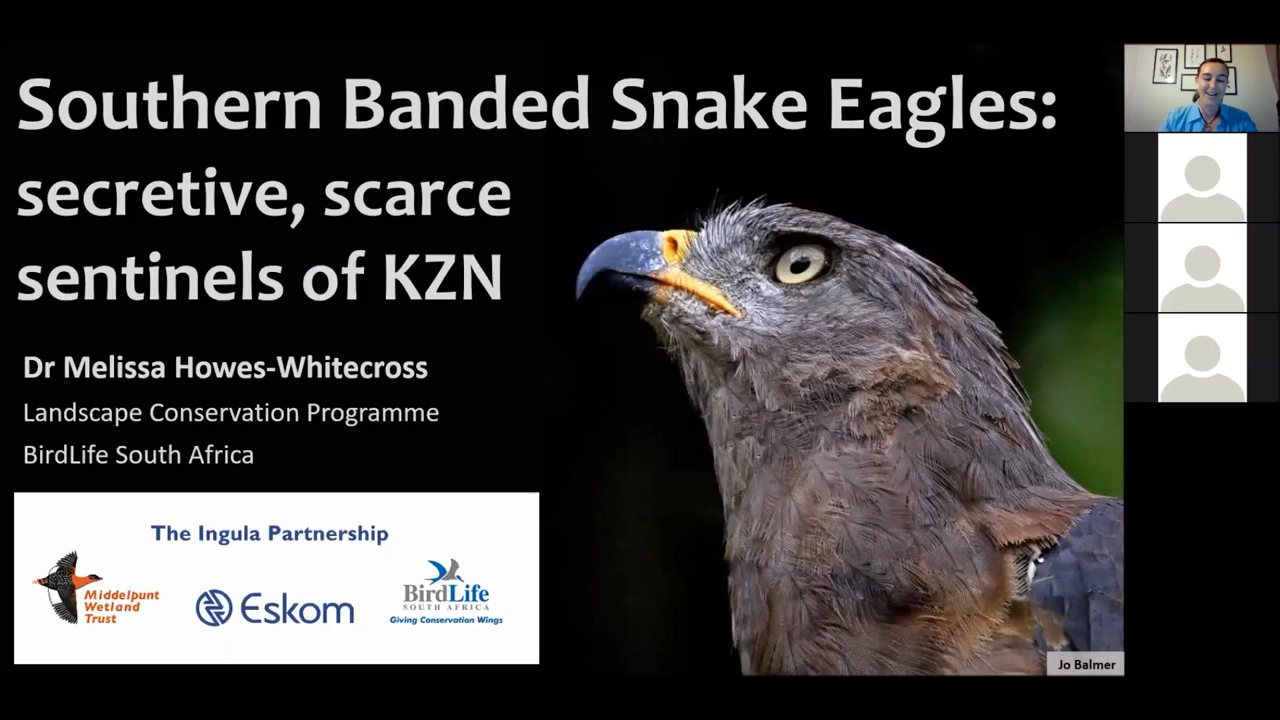 Southern Banded Snake Eagles:
secretive, scarce
sentinels of KZN
Dr Melissa Howes-Whitecross
Landscape Conservation Programme
BirdLife South Africa
The Ingula Partnership
Middelpunt
Wetland
Trust
Eskom
BirdLife
SOUTH AFRICA
Giving Conservation Wings
Jo Balmer